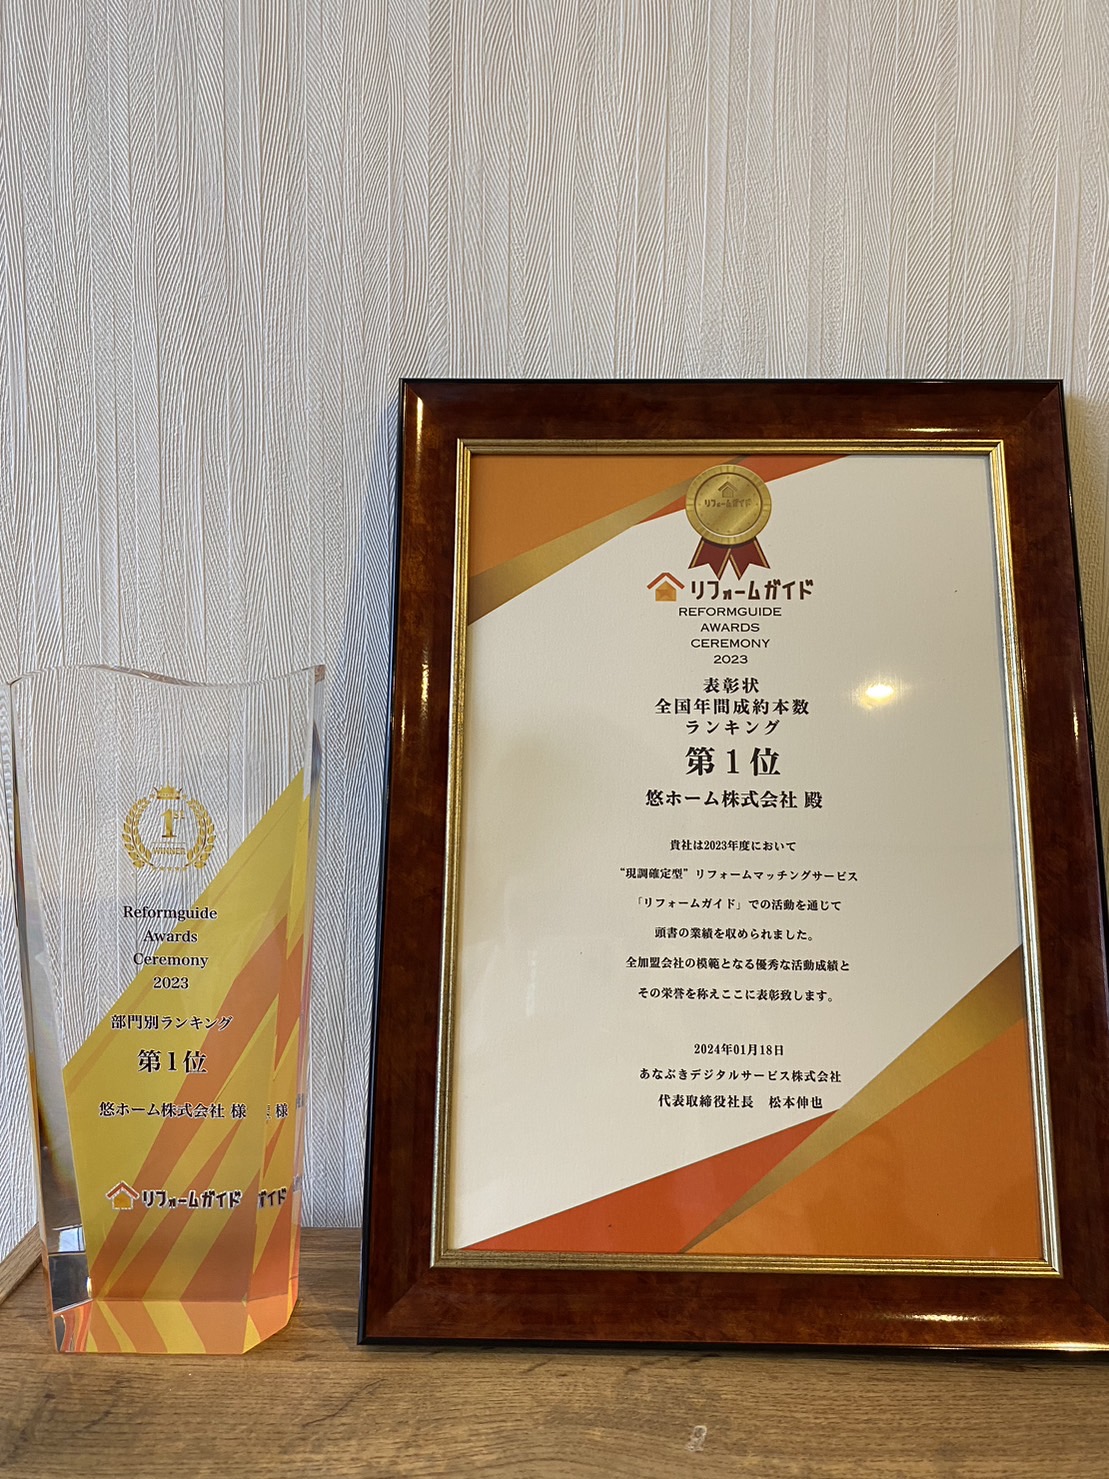 1ST
WINNER
Reformguide
Awards
Ceremony
2023
部門別ランキング
第1位
悠ホーム株式会社 様
様
リフォームガイド
ガイド
リフォームガイド
リフォームガイド
REFORMGUIDE
AWARDS
CEREMONY
2023
表彰状
全国年間成約本数
ランキング
第1位
悠ホーム株式会社 殿
貴社は2023年度において
“現調確定型”リフォームマッチングサービス
「リフォームガイド」での活動を通じて
頭書の業績を収められました。
全加盟会社の模範となる優秀な活動成績と
その栄誉を称えここに表彰致します。
2024年01月18日
あなぶきデジタルサービス株式会社
代表取締役社長 松本伸也